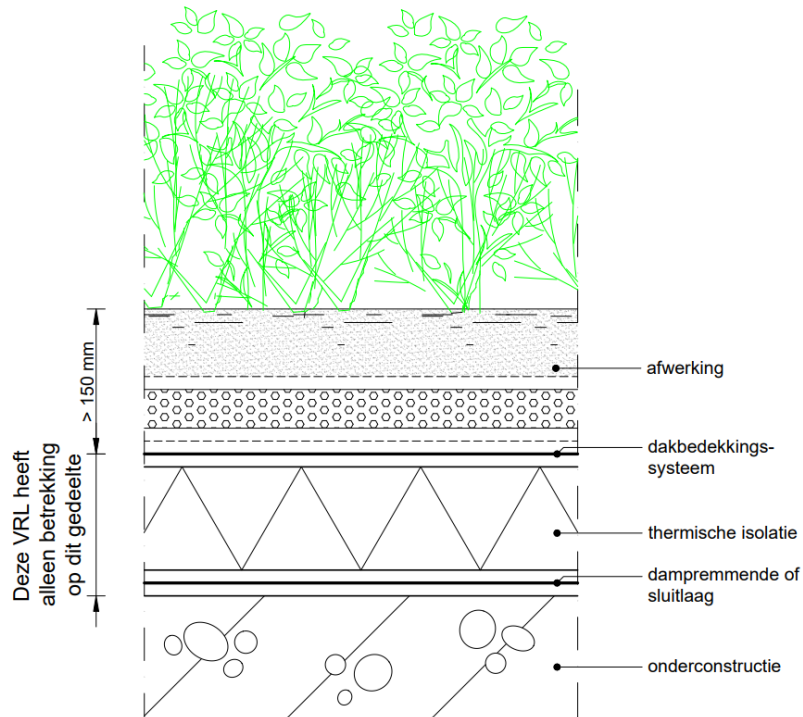 > 150 mm
Deze VRL heeft
alleen betrekking
op dit gedeelte
afwerking
dakbedekkings-
systeem
thermische isolatie
dampremmende of
sluitlaag
onderconstructie